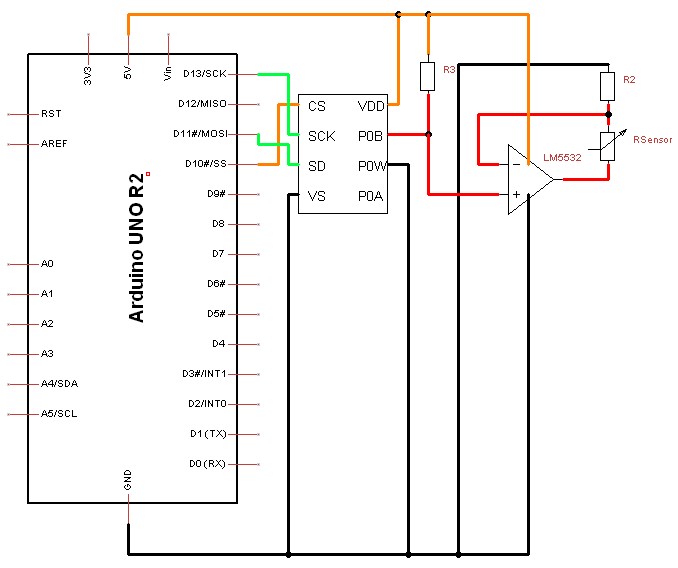 3V3
5V
Vin
RST
AREF
A0
A1
A2
A3
A4/SDA
A5/SCL
Arduino UNO R2
D13/SCK
D12/MISO
D11#/MOSI
D10#/SS
D9#
D8
D7
D6#
D5#
D4
D3#/INT1
D2/INT0
D1(TX)
D0(RX)
GND
CS VDD
SCK P0B
SD P0W
VS P0A
R3
R2
RSensor
LM5532
−
+